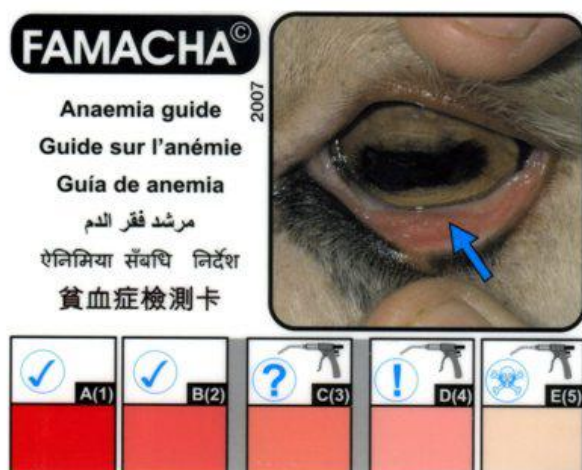 FAMACHA©
2007
Anaemia guide
Guide sur l'anémie
Guía de anemia
مرشد فقر الدم
ऐनिमिया सँबधि निर्देश
貧血症檢測卡
A(1) B(2) C(3) D(4) E(5)
? !